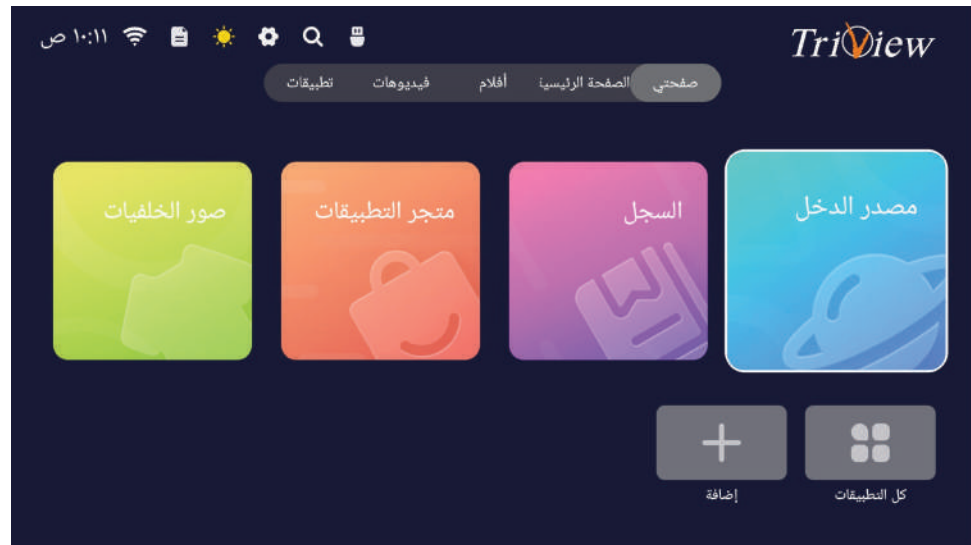 TriView
١٠:١١ ص
صفحتي الصفحة الرئيسية أفلام فيديوهات تطبيقات
مصدر الدخل السجل متجر التطبيقات صور الخلفيات
كل التطبيقات إضافة